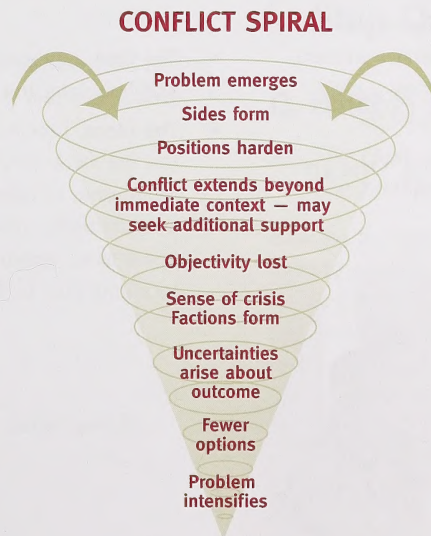 CONFLICT SPIRAL
Problem emerges
Sides form
Positions harden
Conflict extends beyond
immediate context — may
seek additional support
Objectivity lost
Sense of crisis
Factions form
Uncertainties
arise about
outcome
Fewer
options
Problem
intensifies